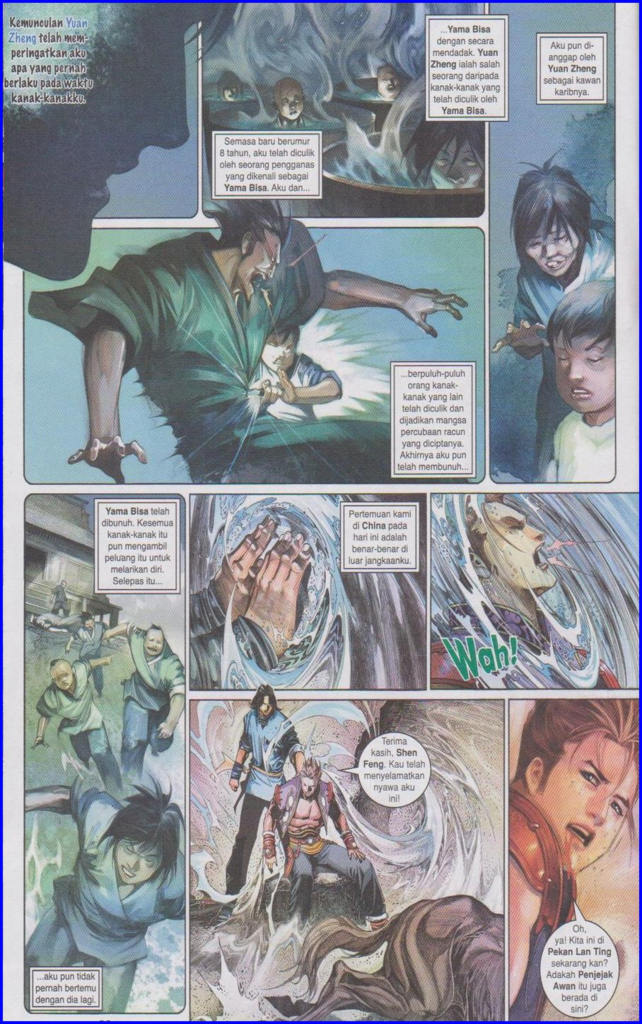 Kemunculan Yuan
Zheng telah mem-
peringatkan aku
apa yang pernah
berlaku pada waktu
kanak-kanakku.
Semasa baru berumur
8 tahun, aku telah diculik
oleh seorang pengganas
yang dikenali sebagai
Yama Bisa. Aku dan...
...Yama Bisa
dengan secara
mendadak. Yuan
Zheng ialah salah
seorang daripada
kanak-kanak yang
telah diculik oleh
Yama Bisa.
Aku pun di-
anggap oleh
Yuan Zheng
sebagai kawan
karibnya.
...berpuluh-puluh
orang kanak-
kanak yang lain
telah diculik dan
dijadikan mangsa
percubaan racun
yang diciptanya.
Akhirnya aku pun
telah membunuh...
Yama Bisa telah
dibunuh. Kesemua
kanak-kanak itu
pun mengambil
peluang itu untuk
melarikan diri.
Selepas itu...
...aku pun tidak
pernah bertemu
dengan dia lagi.
Pertemuan kami
di China pada
hari ini adalah
benar-benar di
luar jangkaanku.
Wah!
Terima
kasih, Shen
Feng. Kau telah
menyelamatkan
nyawa aku
ini!
Oh,
ya! Kita ini di
Pekan Lan Ting
sekarang kan?
Adakah Penjejak
Awan itu juga
berada di
sini?